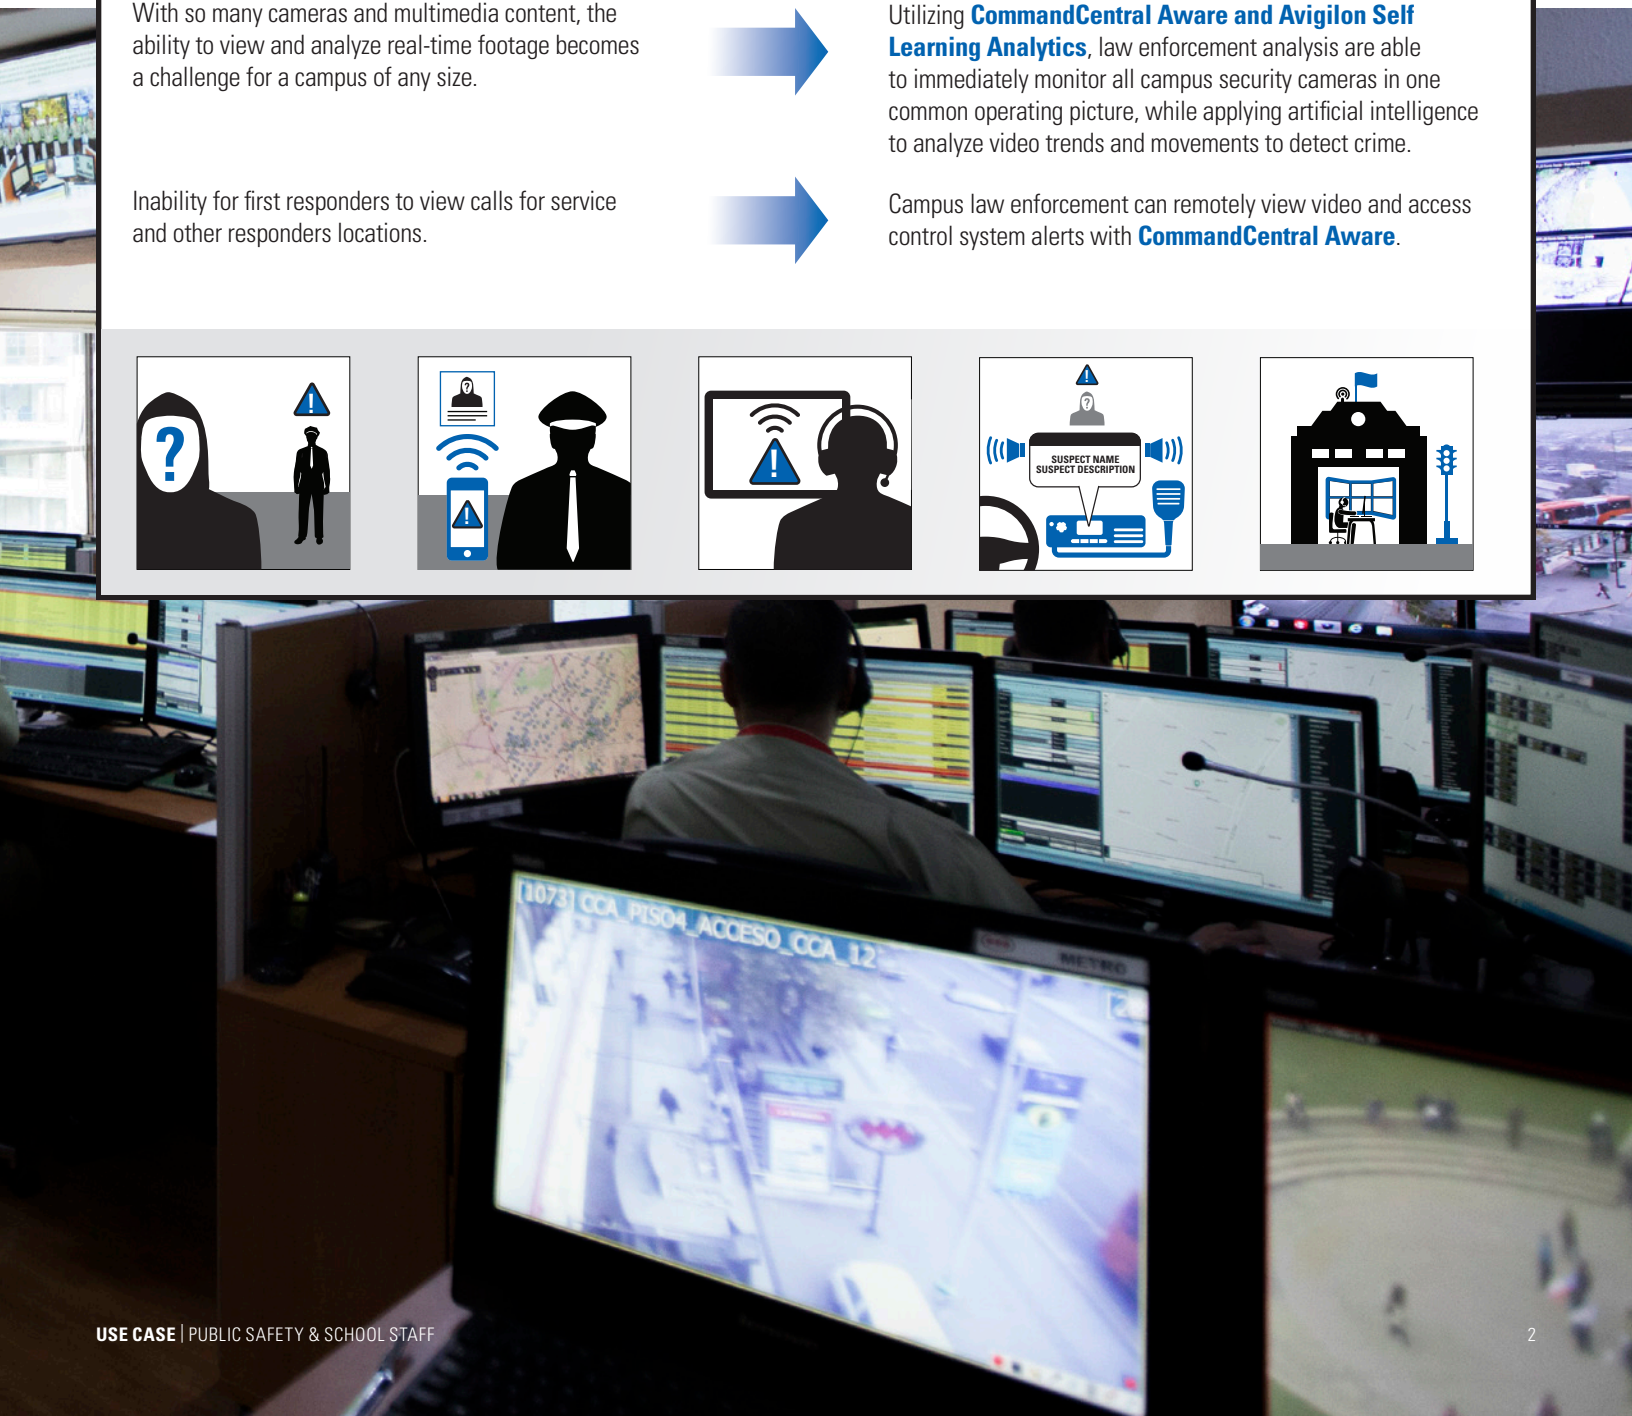 With so many cameras and multimedia content, the
ability to view and analyze real-time footage becomes
a challenge for a campus of any size.
Utilizing CommandCentral Aware and Avigilon Self
Learning Analytics, law enforcement analysis are able
to immediately monitor all campus security cameras in one
common operating picture, while applying artificial intelligence
to analyze video trends and movements to detect crime.
Inability for first responders to view calls for service
and other responders locations.
Campus law enforcement can remotely view video and access
control system alerts with CommandCentral Aware.
?
!
?
!
!
!
?
SUSPECT NAME
SUSPECT DESCRIPTION
[1073] CCA_PISO4_ACCESO_CCA_12
METRO
USE CASE | PUBLIC SAFETY & SCHOOL STAFF
2